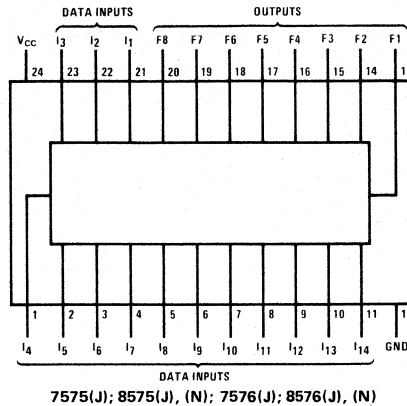 DATA INPUTS OUTPUTS
VCC I3 I2 I1 F8 F7 F6 F5 F4 F3 F2 F1
24 23 22 21 20 19 18 17 16 15 14 1
1 2 3 4 5 6 7 8 9 10 11 1
I4 I5 I6 I7 I8 I9 I10 I11 I12 I13 I14 GND
DATA INPUTS
7575(J); 8575(J), (N); 7576(J); 8576(J), (N)